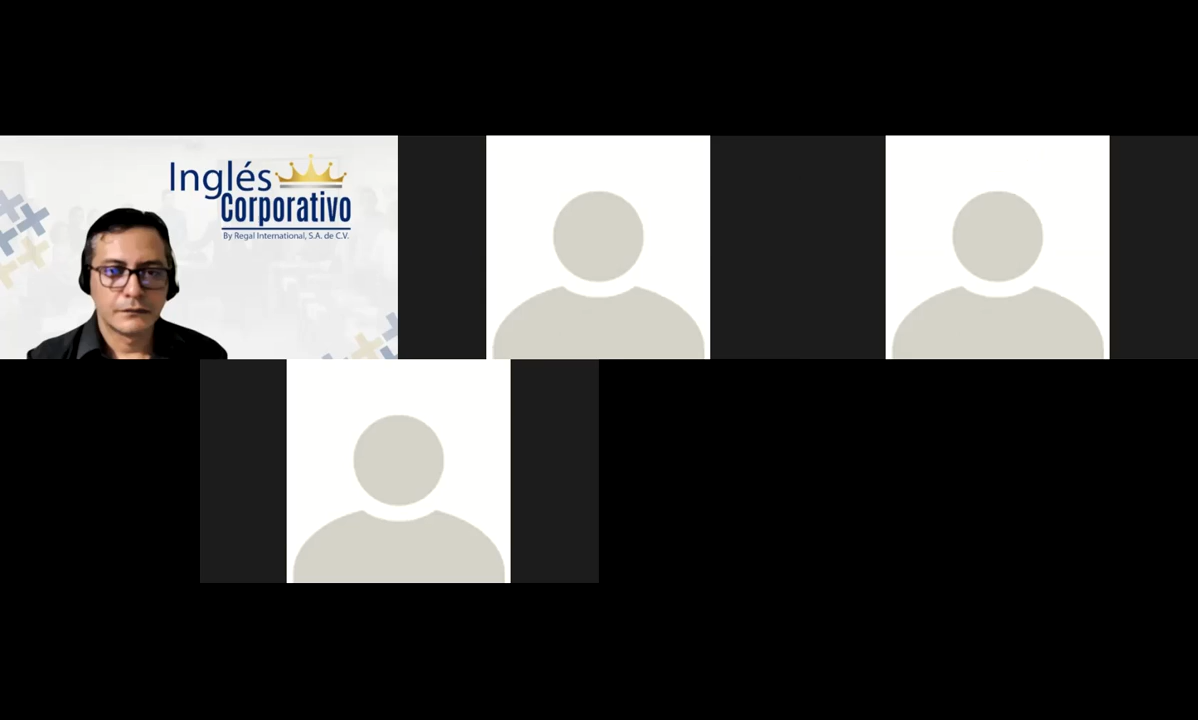 Inglés
Corporativo
By Regal International, S.A. de C.V.